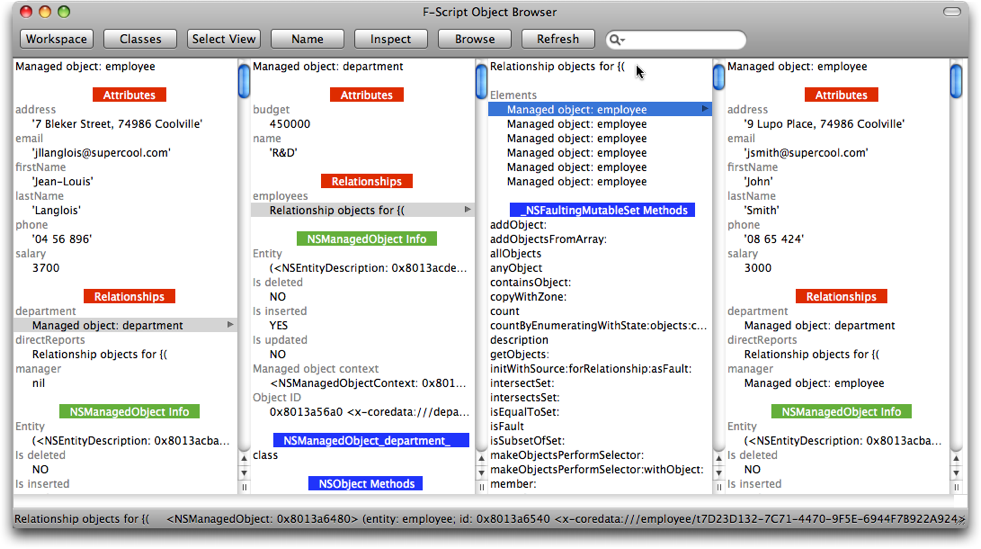 F-Script Object Browser
Workspace
Classes
Select View
Name
Inspect
Browse
Refresh
Managed object: employee
Attributes
address
'7 Bleker Street, 74986 Coolville'
email
'jllanglois@supercool.com'
firstName
'Jean-Louis'
lastName
'Langlois'
phone
'04 56 896'
salary
3700
Relationships
department
Managed object: department
directReports
Relationship objects for {(
manager
nil
NSManagedObject Info
Entity
(<NSEntityDescription: 0x8013acba...
Is deleted
NO
Is inserted
Managed object: department
Attributes
budget
450000
name
'R&D'
Relationships
employees
Relationship objects for {(
NSManagedObject Info
Entity
(<NSEntityDescription: 0x8013acde...
Is deleted
NO
Is inserted
YES
Is updated
NO
Managed object context
<NSManagedObjectContext: 0x801...
Object ID
0x8013a56a0 <x-coredata:///depa...
NSManagedObject_department_
class
NSObject Methods
Relationship objects for {(
Elements
Managed object: employee
Managed object: employee
Managed object: employee
Managed object: employee
Managed object: employee
Managed object: employee
_NSFaultingMutableSet Methods
addObject:
addObjectsFromArray:
allObjects
anyObject
containsObject:
copyWithZone:
count
countByEnumeratingWithState:objects:c...
description
getObjects:
initWithSource:forRelationship:asFault:
intersectSet:
intersectsSet:
isEqualToSet:
isFault
isSubsetOfSet:
makeObjectsPerformSelector:
makeObjectsPerformSelector:withObject:
member:
Managed object: employee
Attributes
address
'9 Lupo Place, 74986 Coolville'
email
'jsmith@supercool.com'
firstName
'John'
lastName
'Smith'
phone
'08 65 424'
salary
3000
Relationships
department
Managed object: department
directReports
Relationship objects for {(
manager
Managed object: employee
NSManagedObject Info
Entity
(<NSEntityDescription: 0x8013acba...
Is deleted
NO
Is inserted
Relationship objects for {( <NSManagedObject: 0x8013a6480> (entity: employee; id: 0x8013a6540 <x-coredata:///employee/t7D23D132-7C71-4470-9F5E-6944F7B922A924>